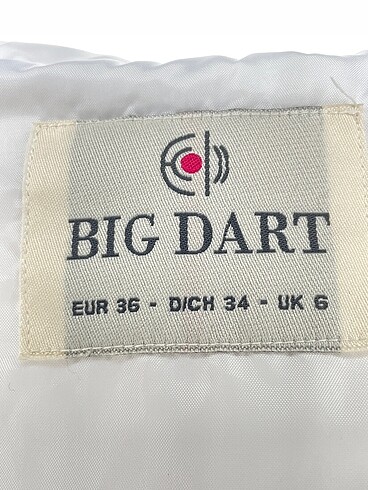 BIG DART
EUR 36 - D/CH 34 - UK 6